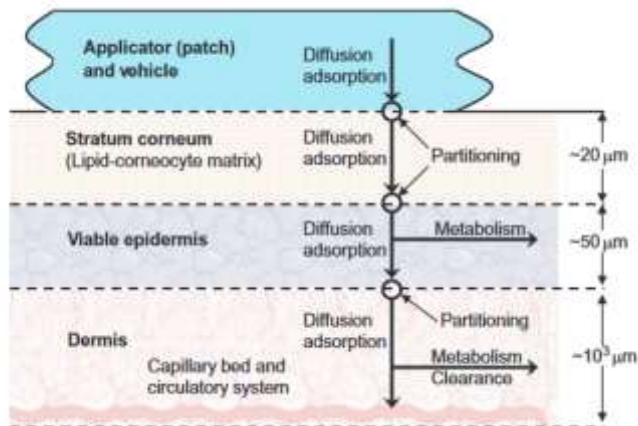 Applicator (patch)
and vehicle
Diffusion
adsorption
Stratum corneum
(Lipid-corneocyte matrix)
Diffusion
adsorption
Partitioning
~20 μm
Viable epidermis
Diffusion
adsorption
Metabolism
~50 μm
Dermis
Capillary bed and
circulatory system
Diffusion
adsorption
Partitioning
Metabolism
Clearance
~10³ μm